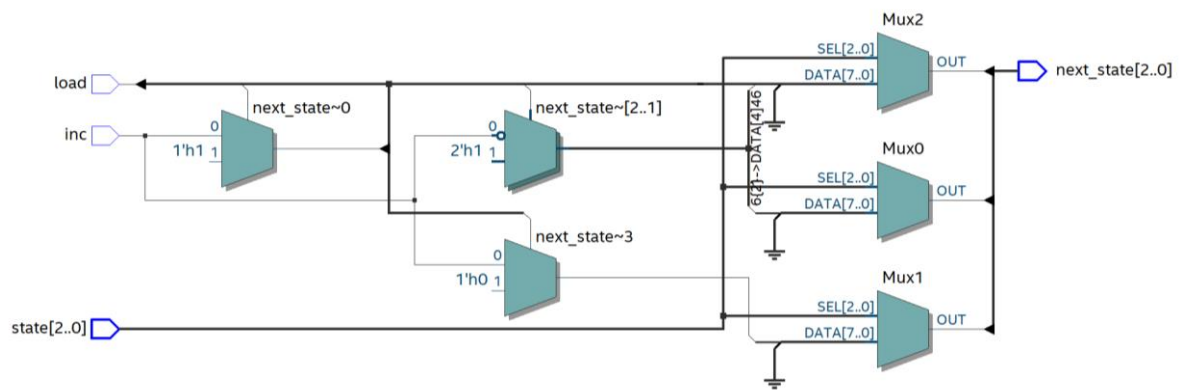 Mux2
SEL[2..0]
DATA[7..0]
OUT
next_state[2..0]
load
next_state~0
next_state~[2..1]
inc
0
1'h1 1
0
2'h1 1
6{2}->DATA[4]46
Mux0
SEL[2..0]
DATA[7..0]
OUT
next_state~3
0
1'h0 1
Mux1
SEL[2..0]
DATA[7..0]
OUT
state[2..0]